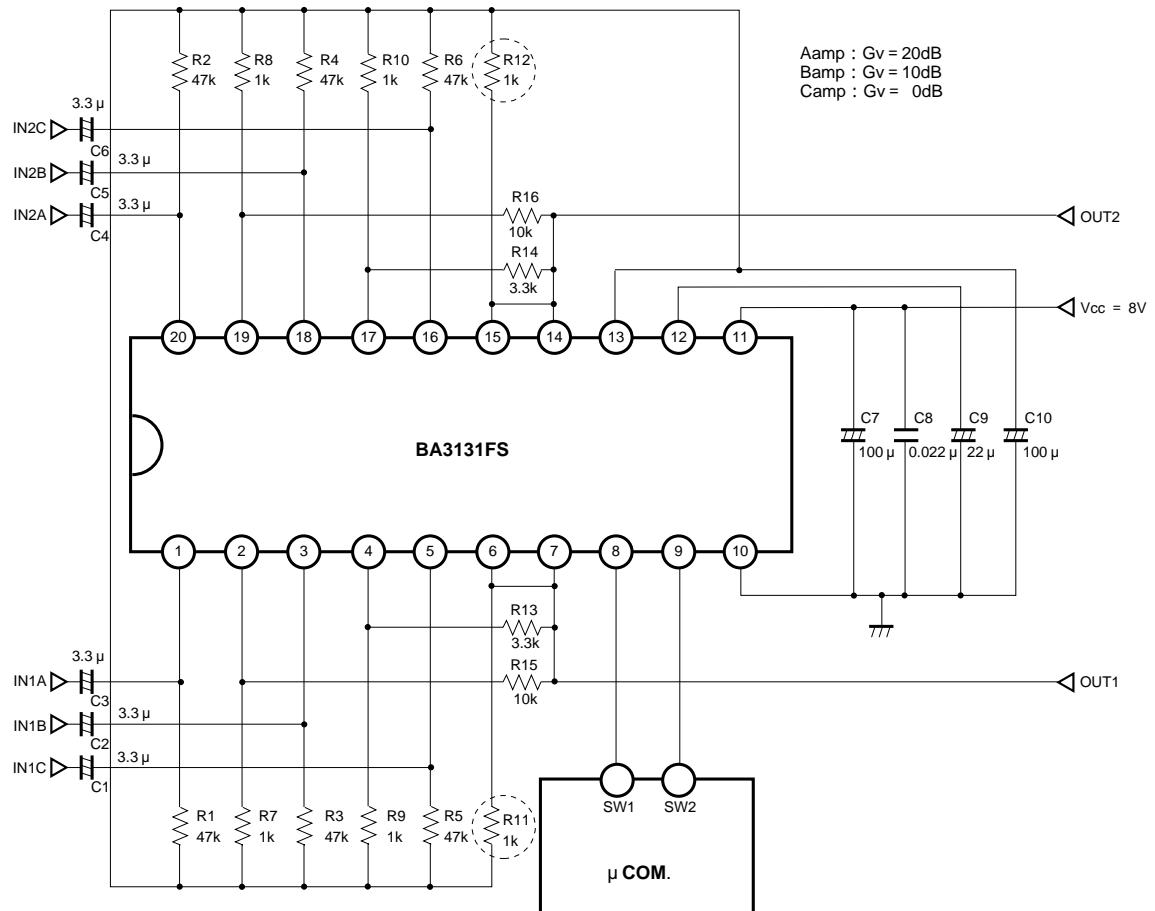 R2
47k
R8
1k
R4
47k
R10
1k
R6
47k
R12
1k
Aamp : Gv = 20dB
Bamp : Gv = 10dB
Camp : Gv = 0dB
3.3 μ
IN2C
C6
3.3 μ
IN2B
C5
3.3 μ
IN2A
C4
R16
10k
OUT2
R14
3.3k
Vcc = 8V
20
19
18
17
16
15
14
13
12
11
C7
100 μ
C8
0.022 μ
C9
22 μ
C10
100 μ
BA3131FS
1
2
3
4
5
6
7
8
9
10
R13
3.3k
3.3 μ
IN1A
C3
R15
10k
OUT1
3.3 μ
IN1B
C2
3.3 μ
IN1C
C1
SW1
SW2
R1
47k
R7
1k
R3
47k
R9
1k
R5
47k
R11
1k
μ COM.